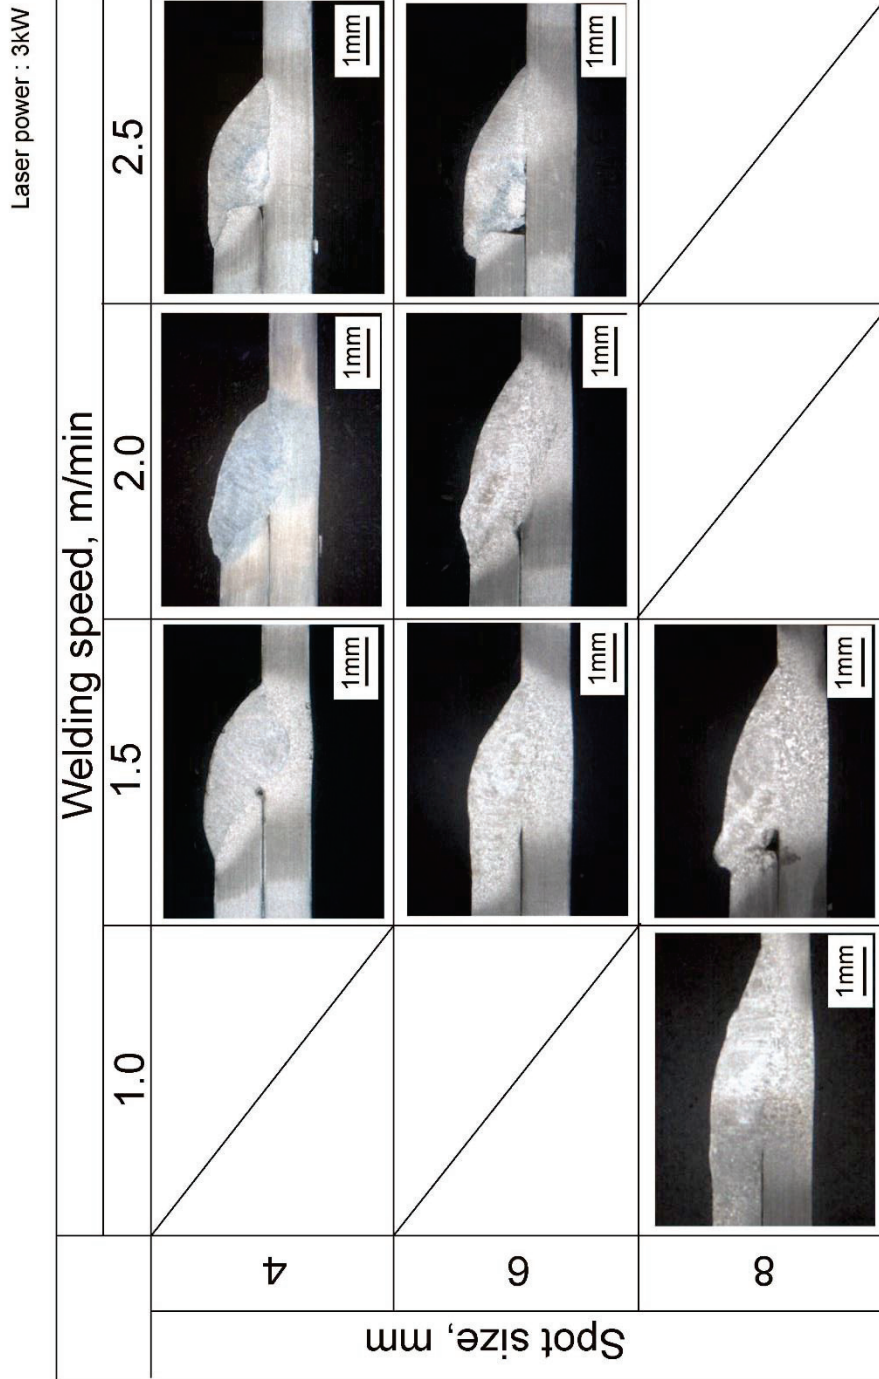 Laser power : 3kW
Welding speed, m/min
1.0 1.5 2.0 2.5
Spot size, mm
4
1mm 1mm 1mm
6
1mm 1mm 1mm
8
1mm 1mm